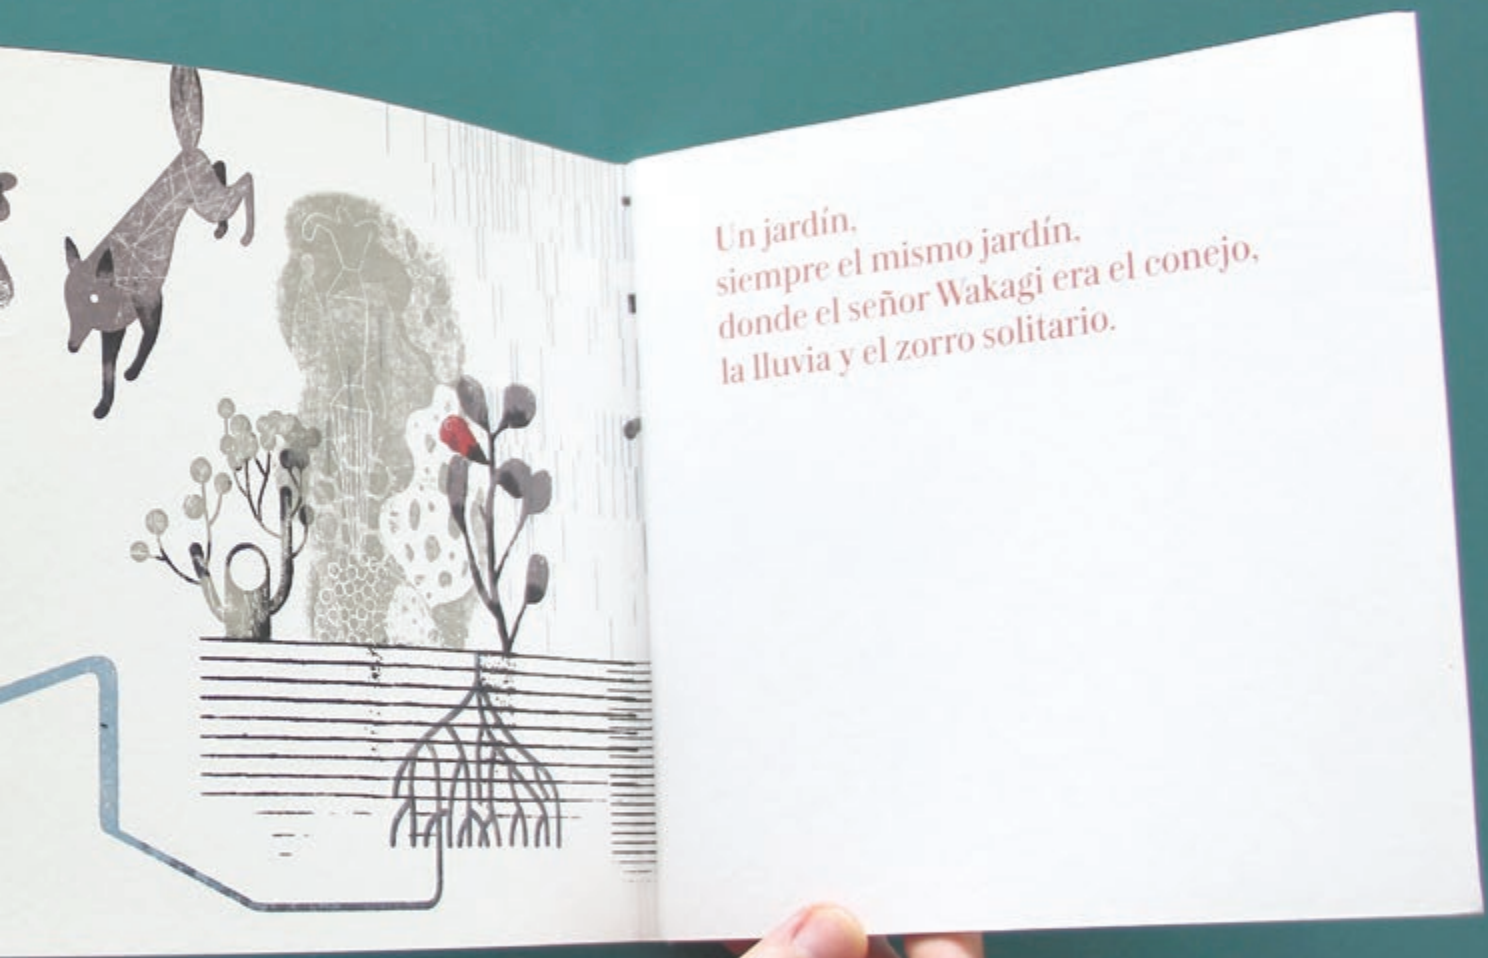 Un jardín,
siempre el mismo jardín,
donde el señor Wakagi era el conejo,
la lluvia y el zorro solitario.